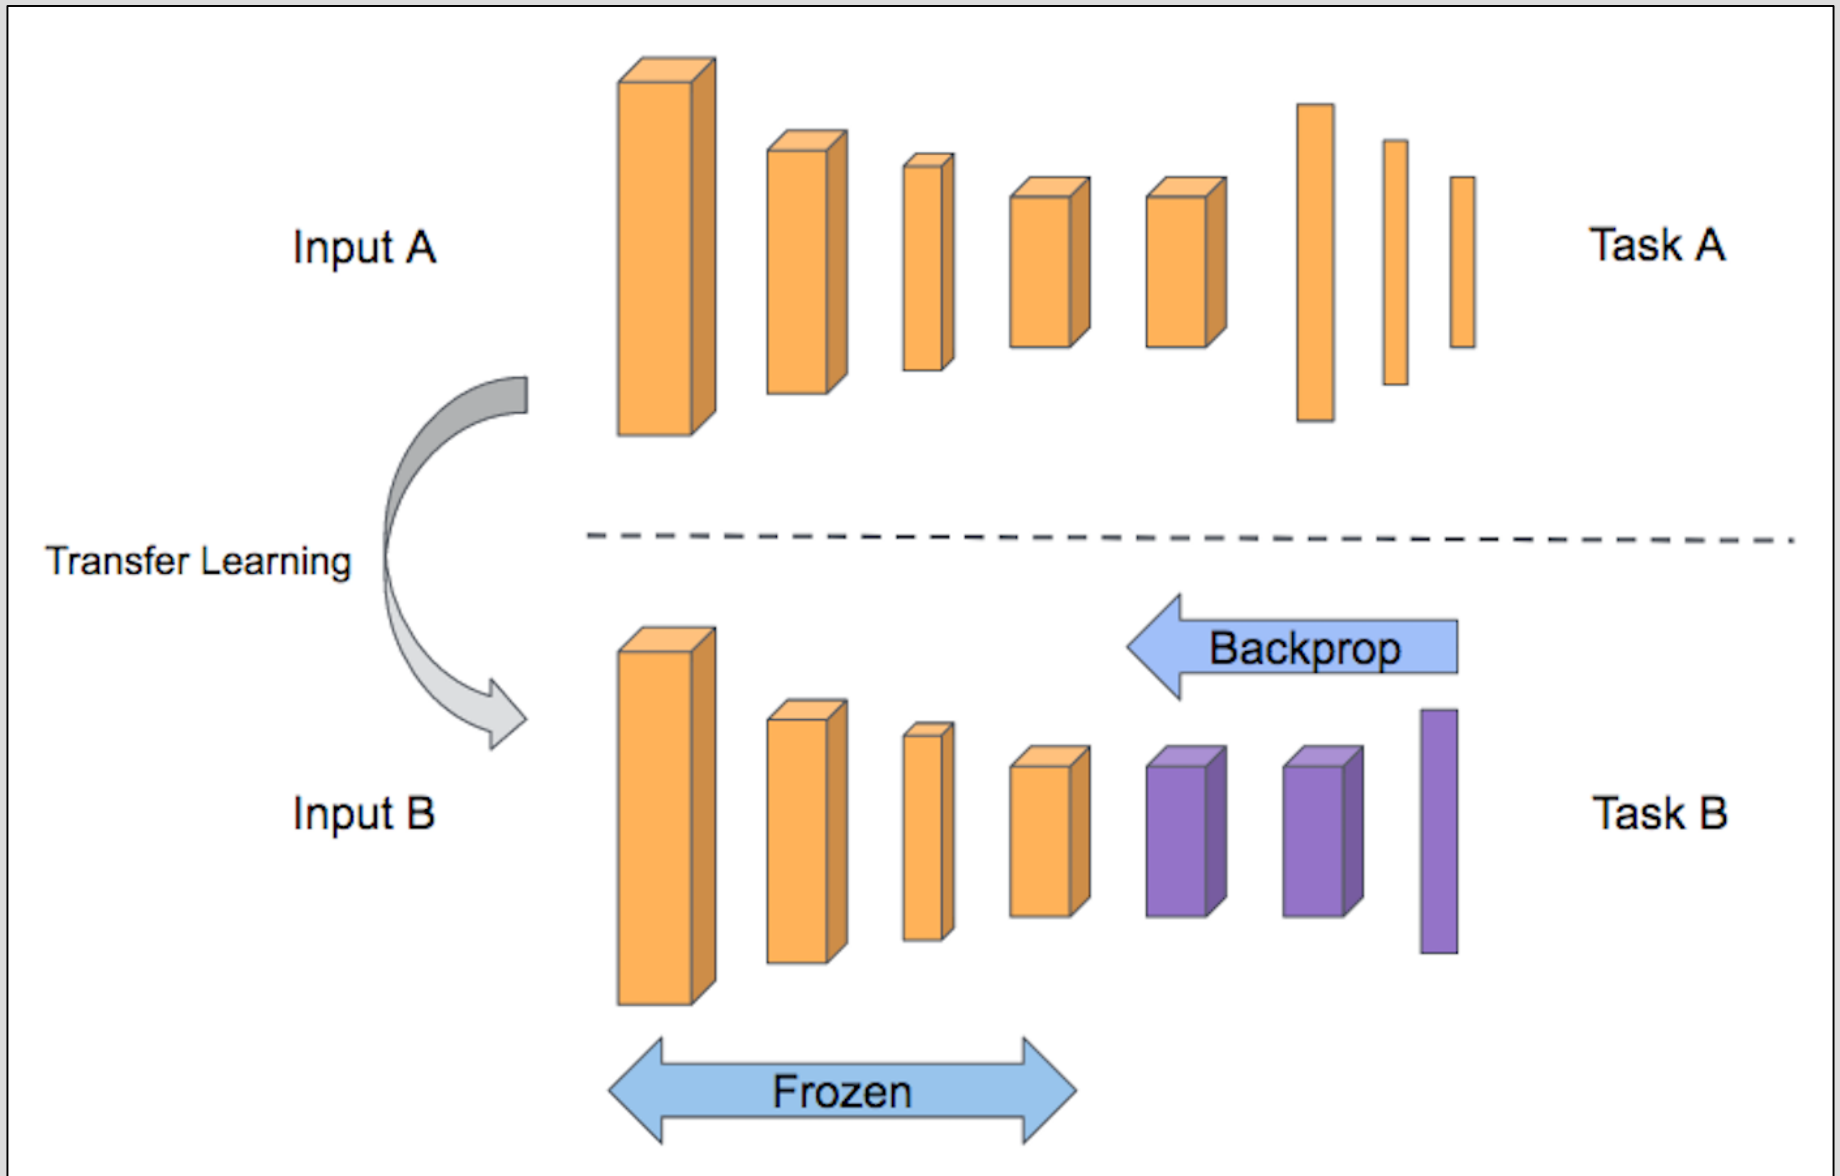 Input A
Task A
Transfer Learning
Backprop
Input B
Task B
Frozen